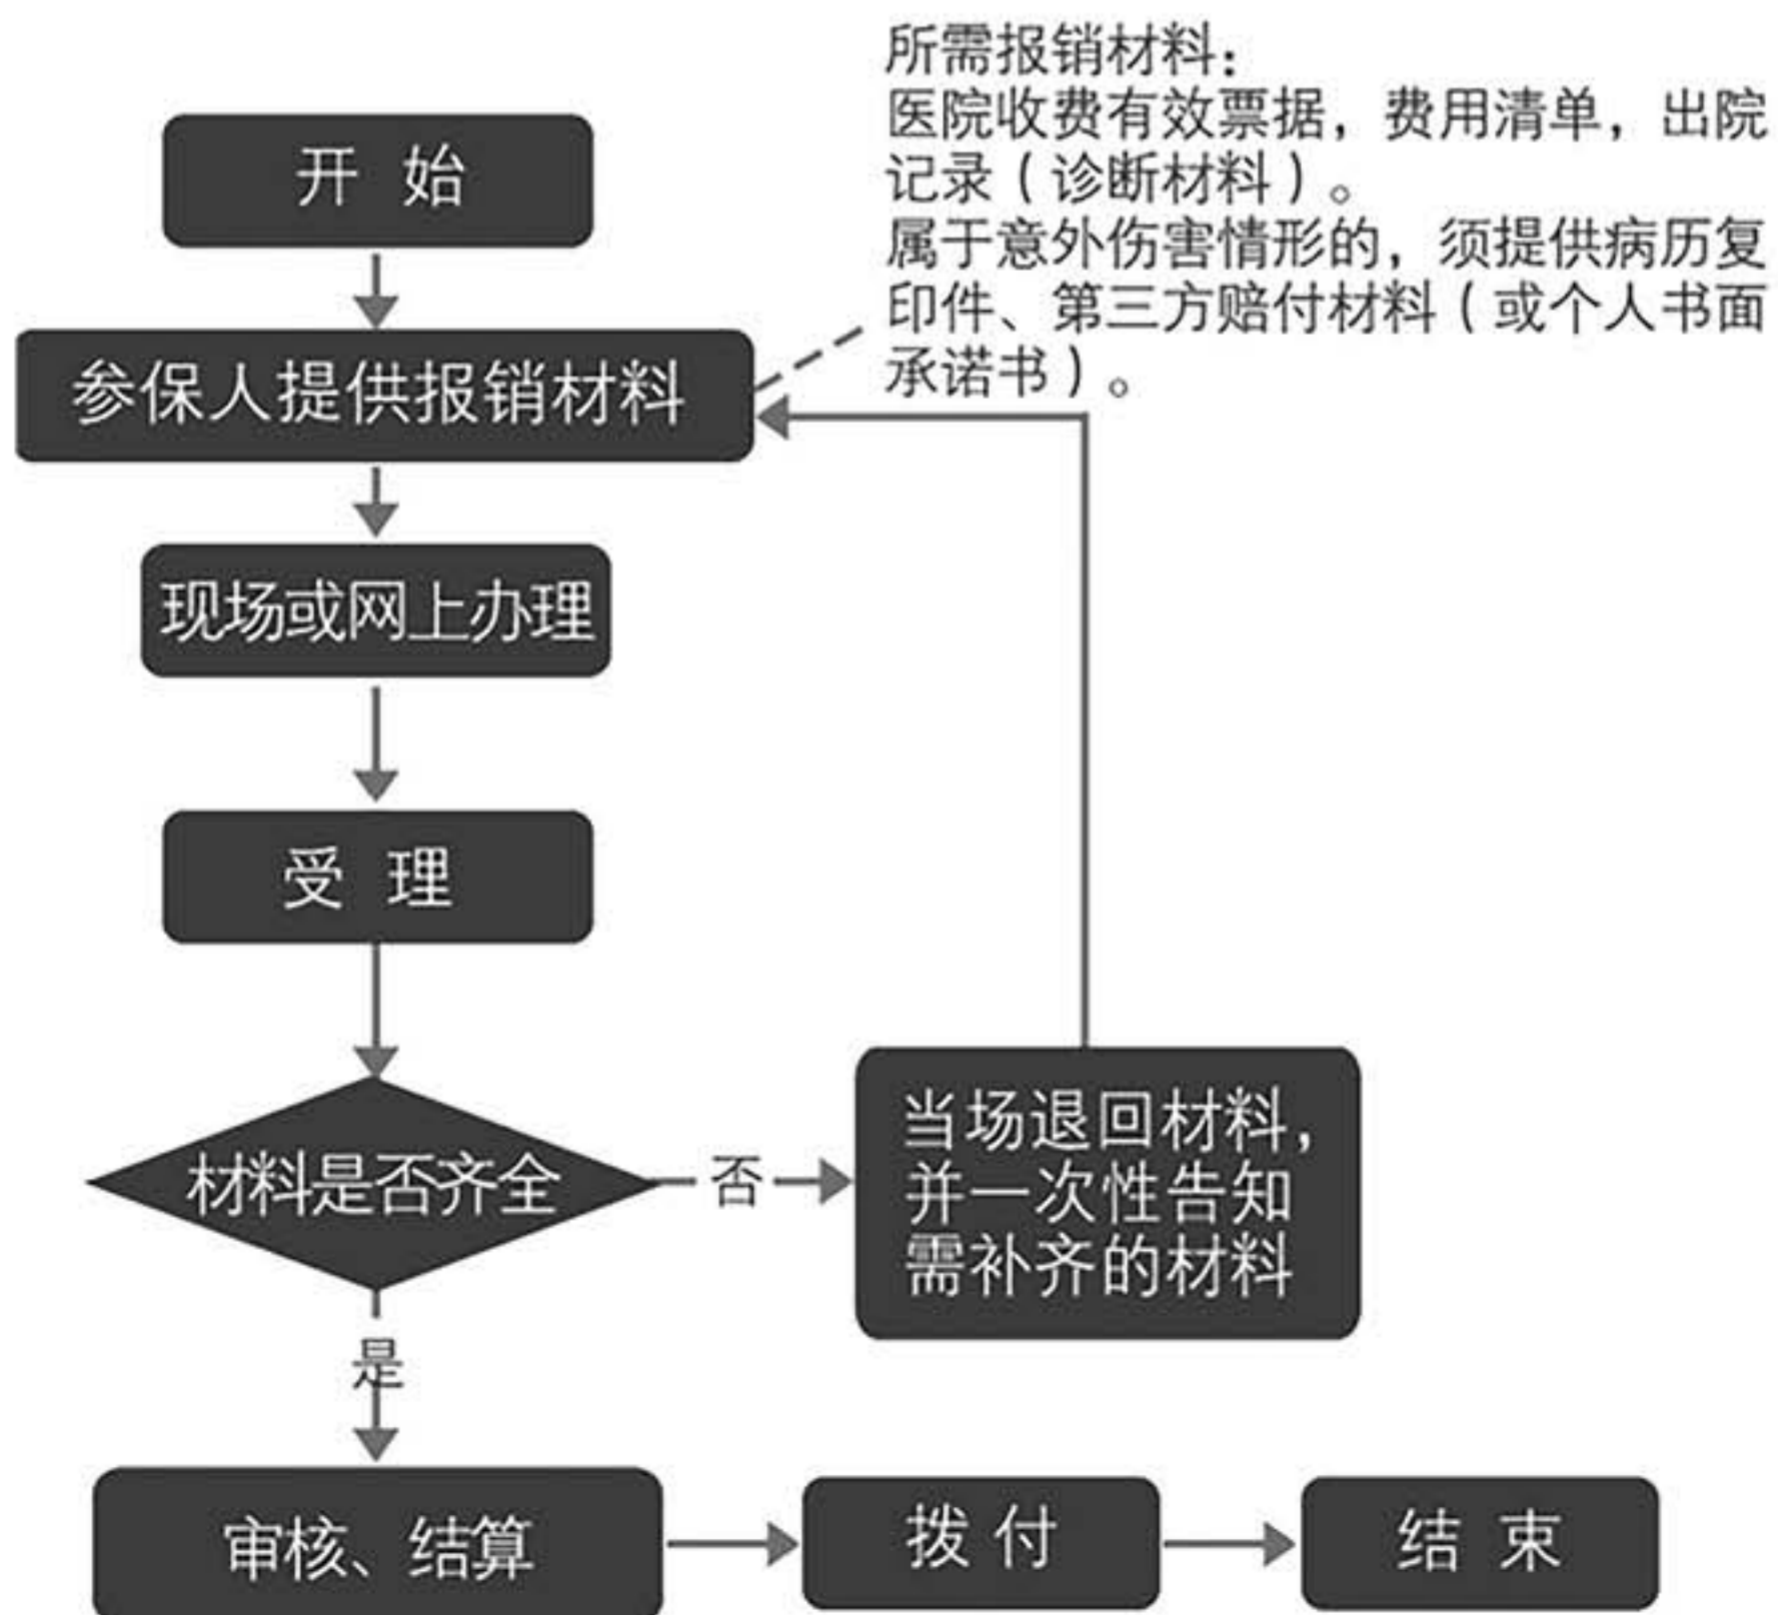 所需报销材料：
医院收费有效票据，费用清单，出院
记录（诊断材料）。
属于意外伤害情形的，须提供病历复
印件、第三方赔付材料（或个人书面
承诺书）。
开 始
参保人提供报销材料
现场或网上办理
受 理
材料是否齐全
否
当场退回材料，
并一次性告知
需补齐的材料
是
审核、结算
拨 付
结 束